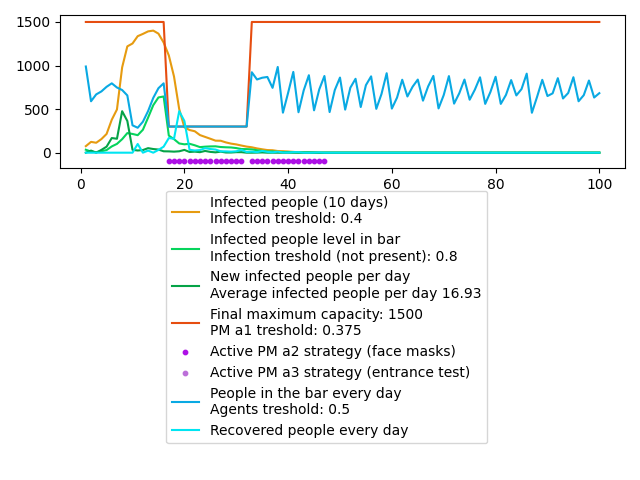 1500
1000
500
0
0 20 40 60 80 100
Infected people (10 days)
Infection treshold: 0.4
Infected people level in bar
Infection treshold (not present): 0.8
New infected people per day
Average infected people per day 16.93
Final maximum capacity: 1500
PM a1 treshold: 0.375
Active PM a2 strategy (face masks)
Active PM a3 strategy (entrance test)
People in the bar every day
Agents treshold: 0.5
Recovered people every day